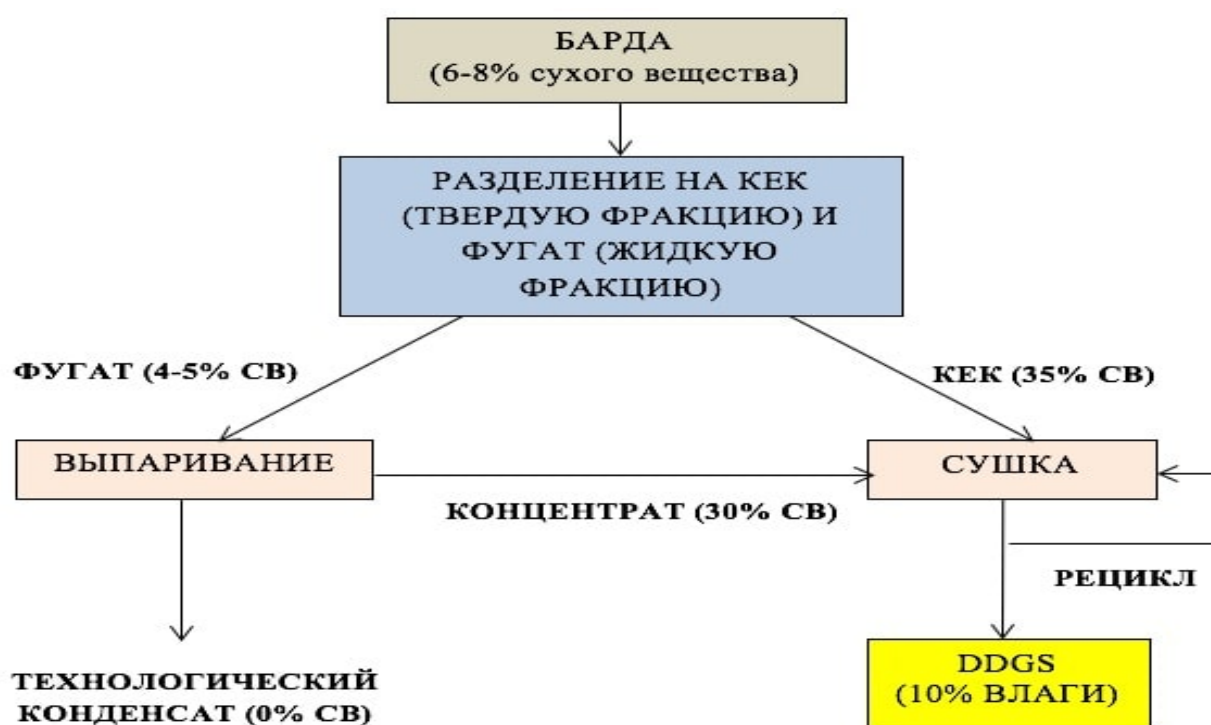 БАРДА
(6-8% сухого вещества)
РАЗДЕЛЕНИЕ НА КЕК
(ТВЕРДУЮ ФРАКЦИЮ) И
ФУГАТ (ЖИДКУЮ
ФРАКЦИЮ)
ФУГАТ (4-5% СВ)
КЕК (35% СВ)
ВЫПАРИВАНИЕ
СУШКА
КОНЦЕНТРАТ (30% СВ)
РЕЦИКЛ
ТЕХНОЛОГИЧЕСКИЙ
КОНДЕНСАТ (0% СВ)
DDGS
(10% ВЛАГИ)